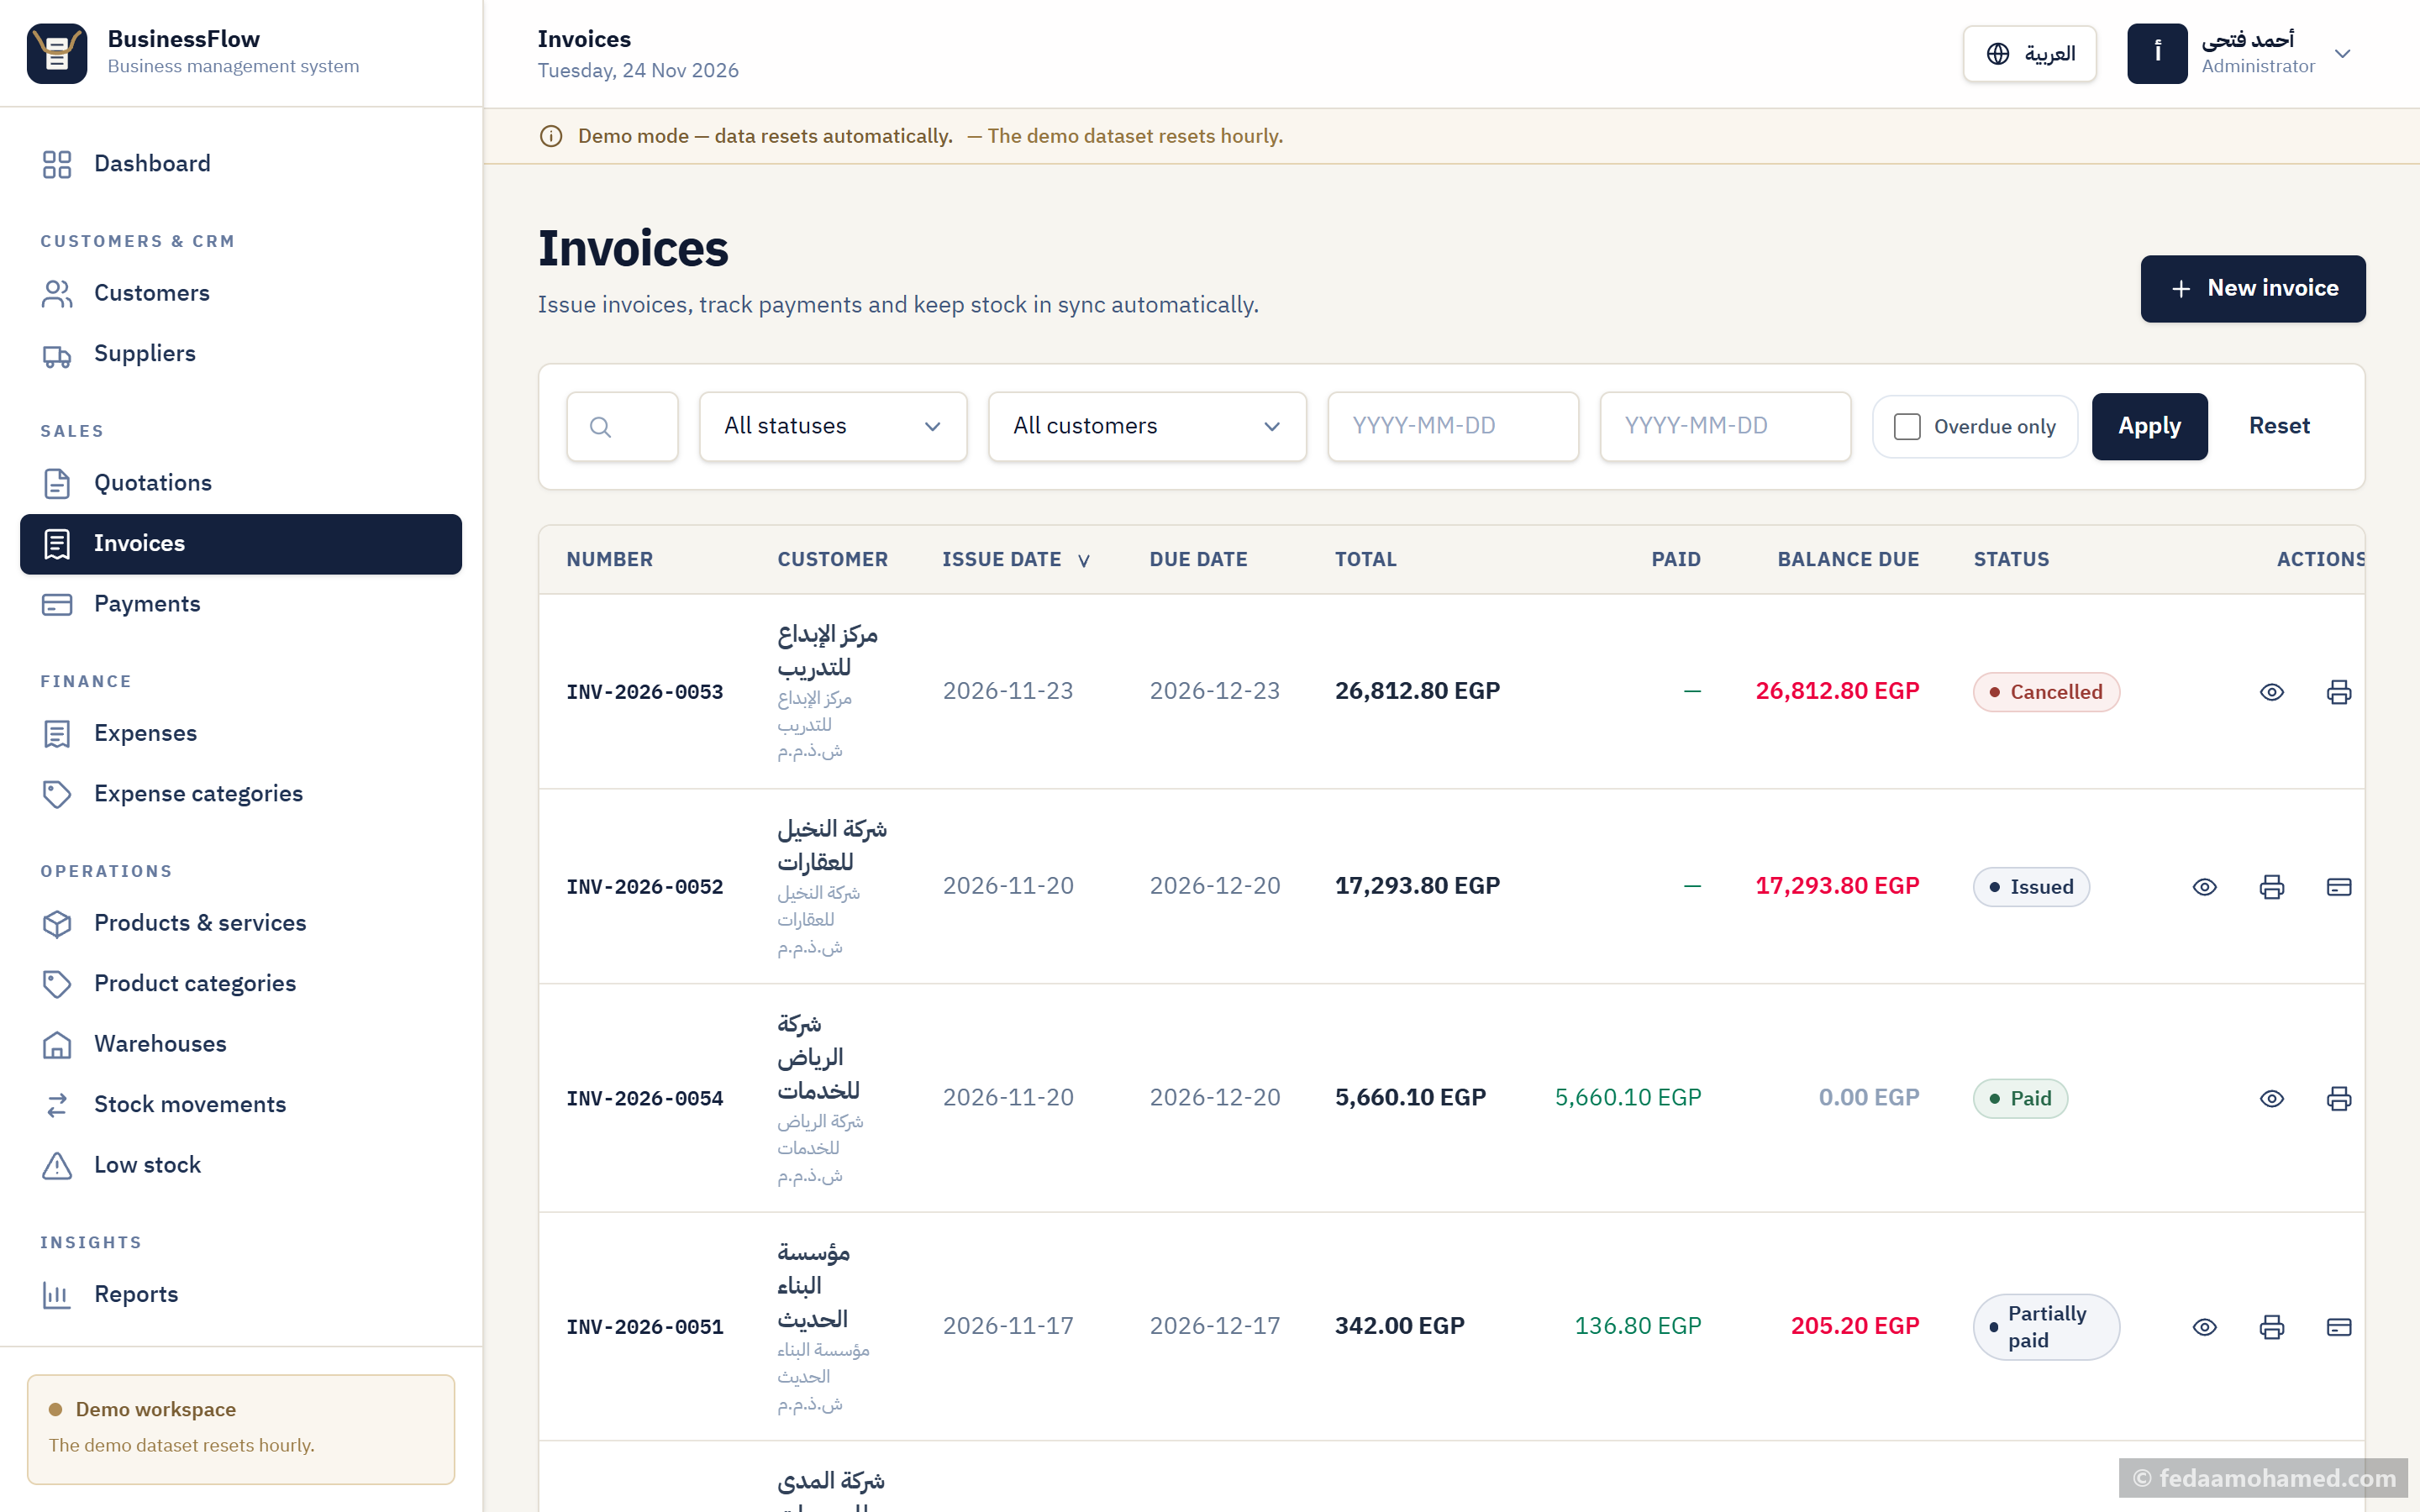 BusinessFlow
Business management system
Dashboard
CUSTOMERS & CRM
Customers
Suppliers
SALES
Quotations
Invoices
Payments
FINANCE
Expenses
Expense categories
OPERATIONS
Products & services
Product categories
Warehouses
Stock movements
Low stock
INSIGHTS
Reports
Demo workspace
The demo dataset resets hourly.
Invoices
Tuesday, 24 Nov 2026
العربية
أ
أحمد فتحى
Administrator
Demo mode — data resets automatically. — The demo dataset resets hourly.
Invoices
Issue invoices, track payments and keep stock in sync automatically.
New invoice
All statuses
All customers
YYYY-MM-DD
YYYY-MM-DD
Overdue only
Apply
Reset
NUMBER CUSTOMER ISSUE DATE DUE DATE TOTAL PAID BALANCE DUE STATUS ACTIONS
مركز الإبداع
للتدريب
مركز الإبداع
للتدريب
ش.ذ.م.م
INV-2026-0053 2026-11-23 2026-12-23 26,812.80 EGP — 26,812.80 EGP Cancelled
شركة النخيل
للعقارات
شركة النخيل
للعقارات
ش.ذ.م.م
INV-2026-0052 2026-11-20 2026-12-20 17,293.80 EGP — 17,293.80 EGP Issued
شركة
الرياض
للخدمات
شركة الرياض
للخدمات
ش.ذ.م.م
INV-2026-0054 2026-11-20 2026-12-20 5,660.10 EGP 5,660.10 EGP 0.00 EGP Paid
مؤسسة
البناء
الحديث
مؤسسة البناء
الحديث
ش.ذ.م.م
INV-2026-0051 2026-11-17 2026-12-17 342.00 EGP 136.80 EGP 205.20 EGP Partially
paid
شركة المدى
© fedaamohamed.com